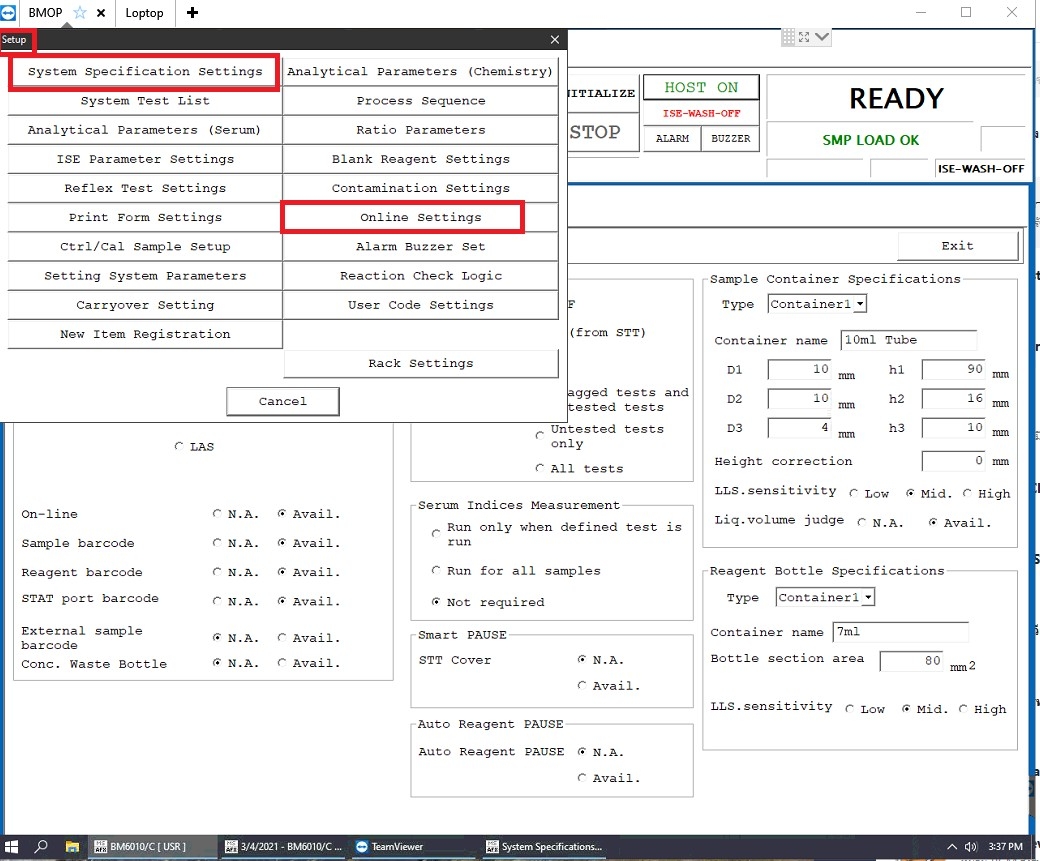 BMOP
Loptop
Setup
System Specification Settings
Analytical Parameters (Chemistry)
System Test List
Process Sequence
Analytical Parameters (Serum)
Ratio Parameters
ISE Parameter Settings
Blank Reagent Settings
Reflex Test Settings
Contamination Settings
Print Form Settings
Online Settings
Ctrl/Cal Sample Setup
Alarm Buzzer Set
Setting System Parameters
Reaction Check Logic
Carryover Setting
User Code Settings
New Item Registration
Rack Settings
Cancel
ITIALIZE
STOP
HOST ON
ISE-WASH-OFF
ALARM
BUZZER
READY
SMP LOAD OK
ISE-WASH-OFF
Exit
LAS
On-line N.A. Avail.
Sample barcode N.A. Avail.
Reagent barcode N.A. Avail.
STAT port barcode N.A. Avail.
External sample
barcode N.A. Avail.
Conc. Waste Bottle N.A. Avail.
F
(from STT)
agged tests and
tested tests
Untested tests
only
All tests
Serum Indices Measurement
Run only when defined test is
run
Run for all samples
Not required
Smart PAUSE
STT Cover N.A.
Avail.
Auto Reagent PAUSE
Auto Reagent PAUSE N.A.
Avail.
Sample Container Specifications
Type Container1
Container name 10ml Tube
D1 10 mm h1 90 mm
D2 10 mm h2 16 mm
D3 4 mm h3 10 mm
Height correction 0 mm
LLS.sensitivity Low Mid. High
Liq.volume judge N.A. Avail.
Reagent Bottle Specifications
Type Container1
Container name 7ml
Bottle section area 80 mm2
LLS.sensitivity Low Mid. High
BM6010/C [ USR ]
3/4/2021 - BM6010/C ...
TeamViewer
System Specifications...
3:37 PM